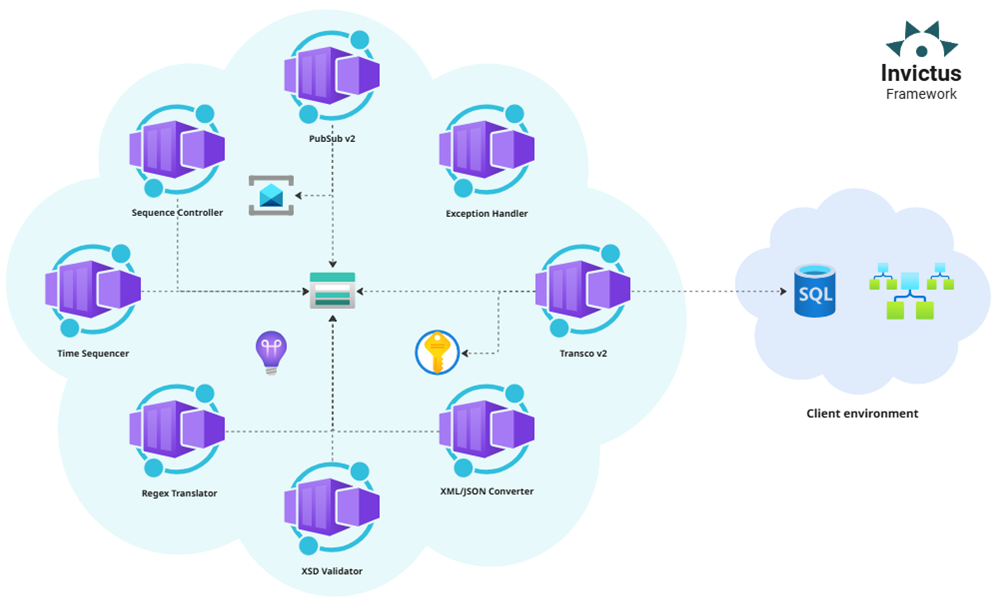 Invictus
Framework
PubSub v2
Sequence Controller
Exception Handler
Time Sequencer
Transco v2
SQL
Client environment
Regex Translator
XML/JSON Converter
XSD Validator